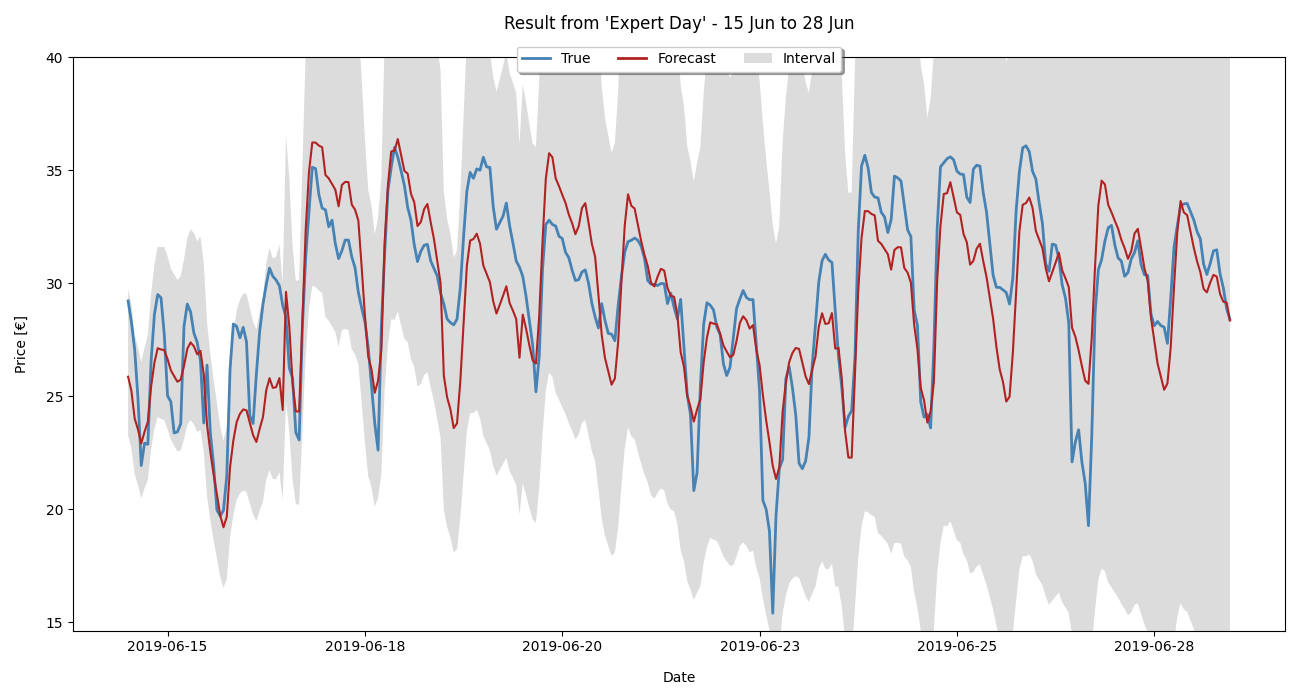 Result from 'Expert Day' - 15 Jun to 28 Jun
True Forecast Interval
40
35
30
25
20
15
Price [€]
2019-06-15 2019-06-18 2019-06-20 2019-06-23 2019-06-25 2019-06-28
Date